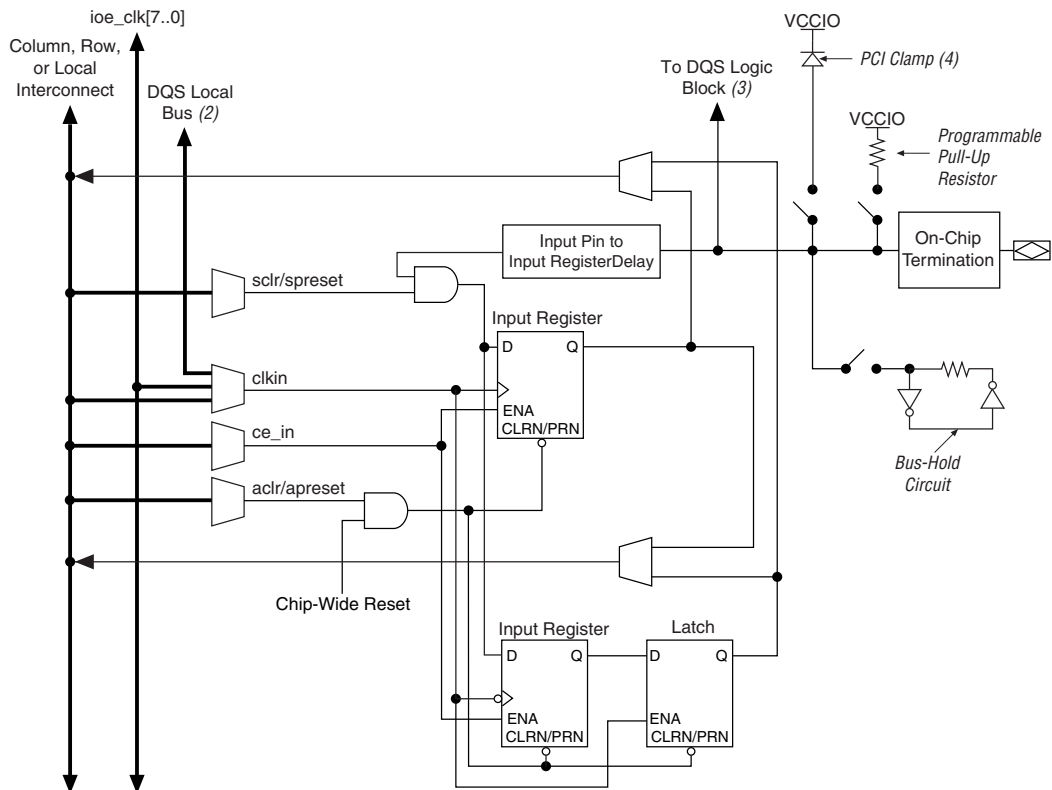 ioe_clk[7..0]
Column, Row,
or Local
Interconnect
DQS Local
Bus (2)
To DQS Logic
Block (3)
VCCIO
PCI Clamp (4)
VCCIO
Programmable
Pull-Up
Resistor
Input Pin to
Input RegisterDelay
On-Chip
Termination
sclr/spreset
Input Register
D
Q
ENA
CLRN/PRN
clkin
ce_in
aclr/apreset
Bus-Hold
Circuit
Chip-Wide Reset
Input Register
D
Q
ENA
CLRN/PRN
Latch
D
Q
ENA
CLRN/PRN